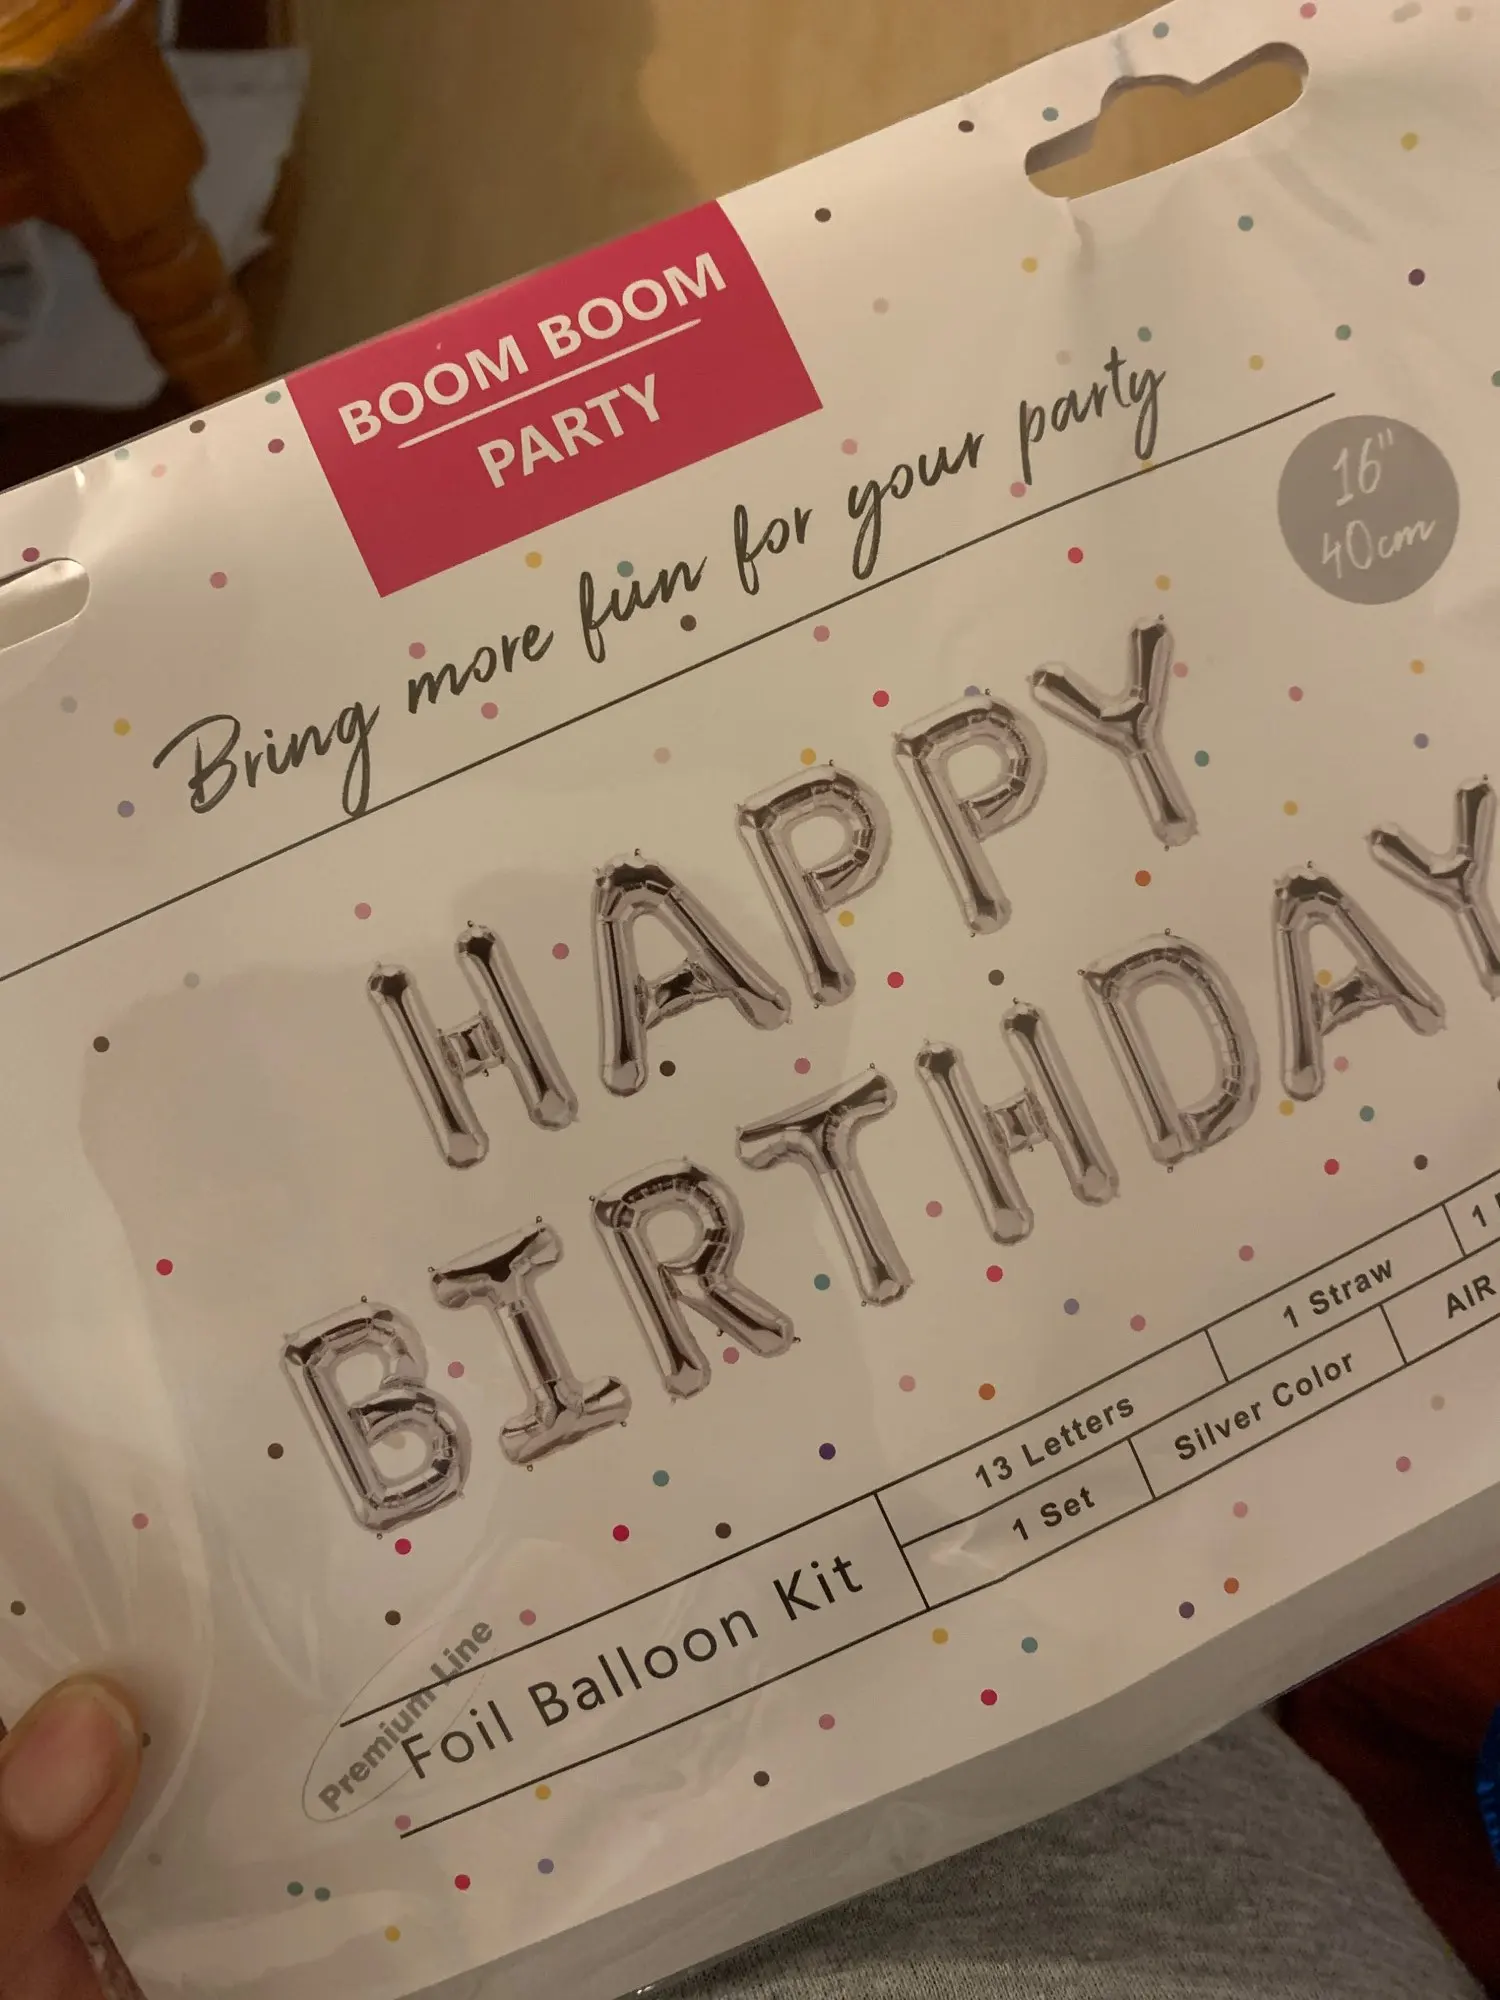 BOOM BOOM
PARTY
Bring more fun for your party
16"
40cm
HAPPY
BIRTHDAY
Premium Line
Foil Balloon Kit
13 Letters
1 Straw
1
1 Set
Silver Color
AIR